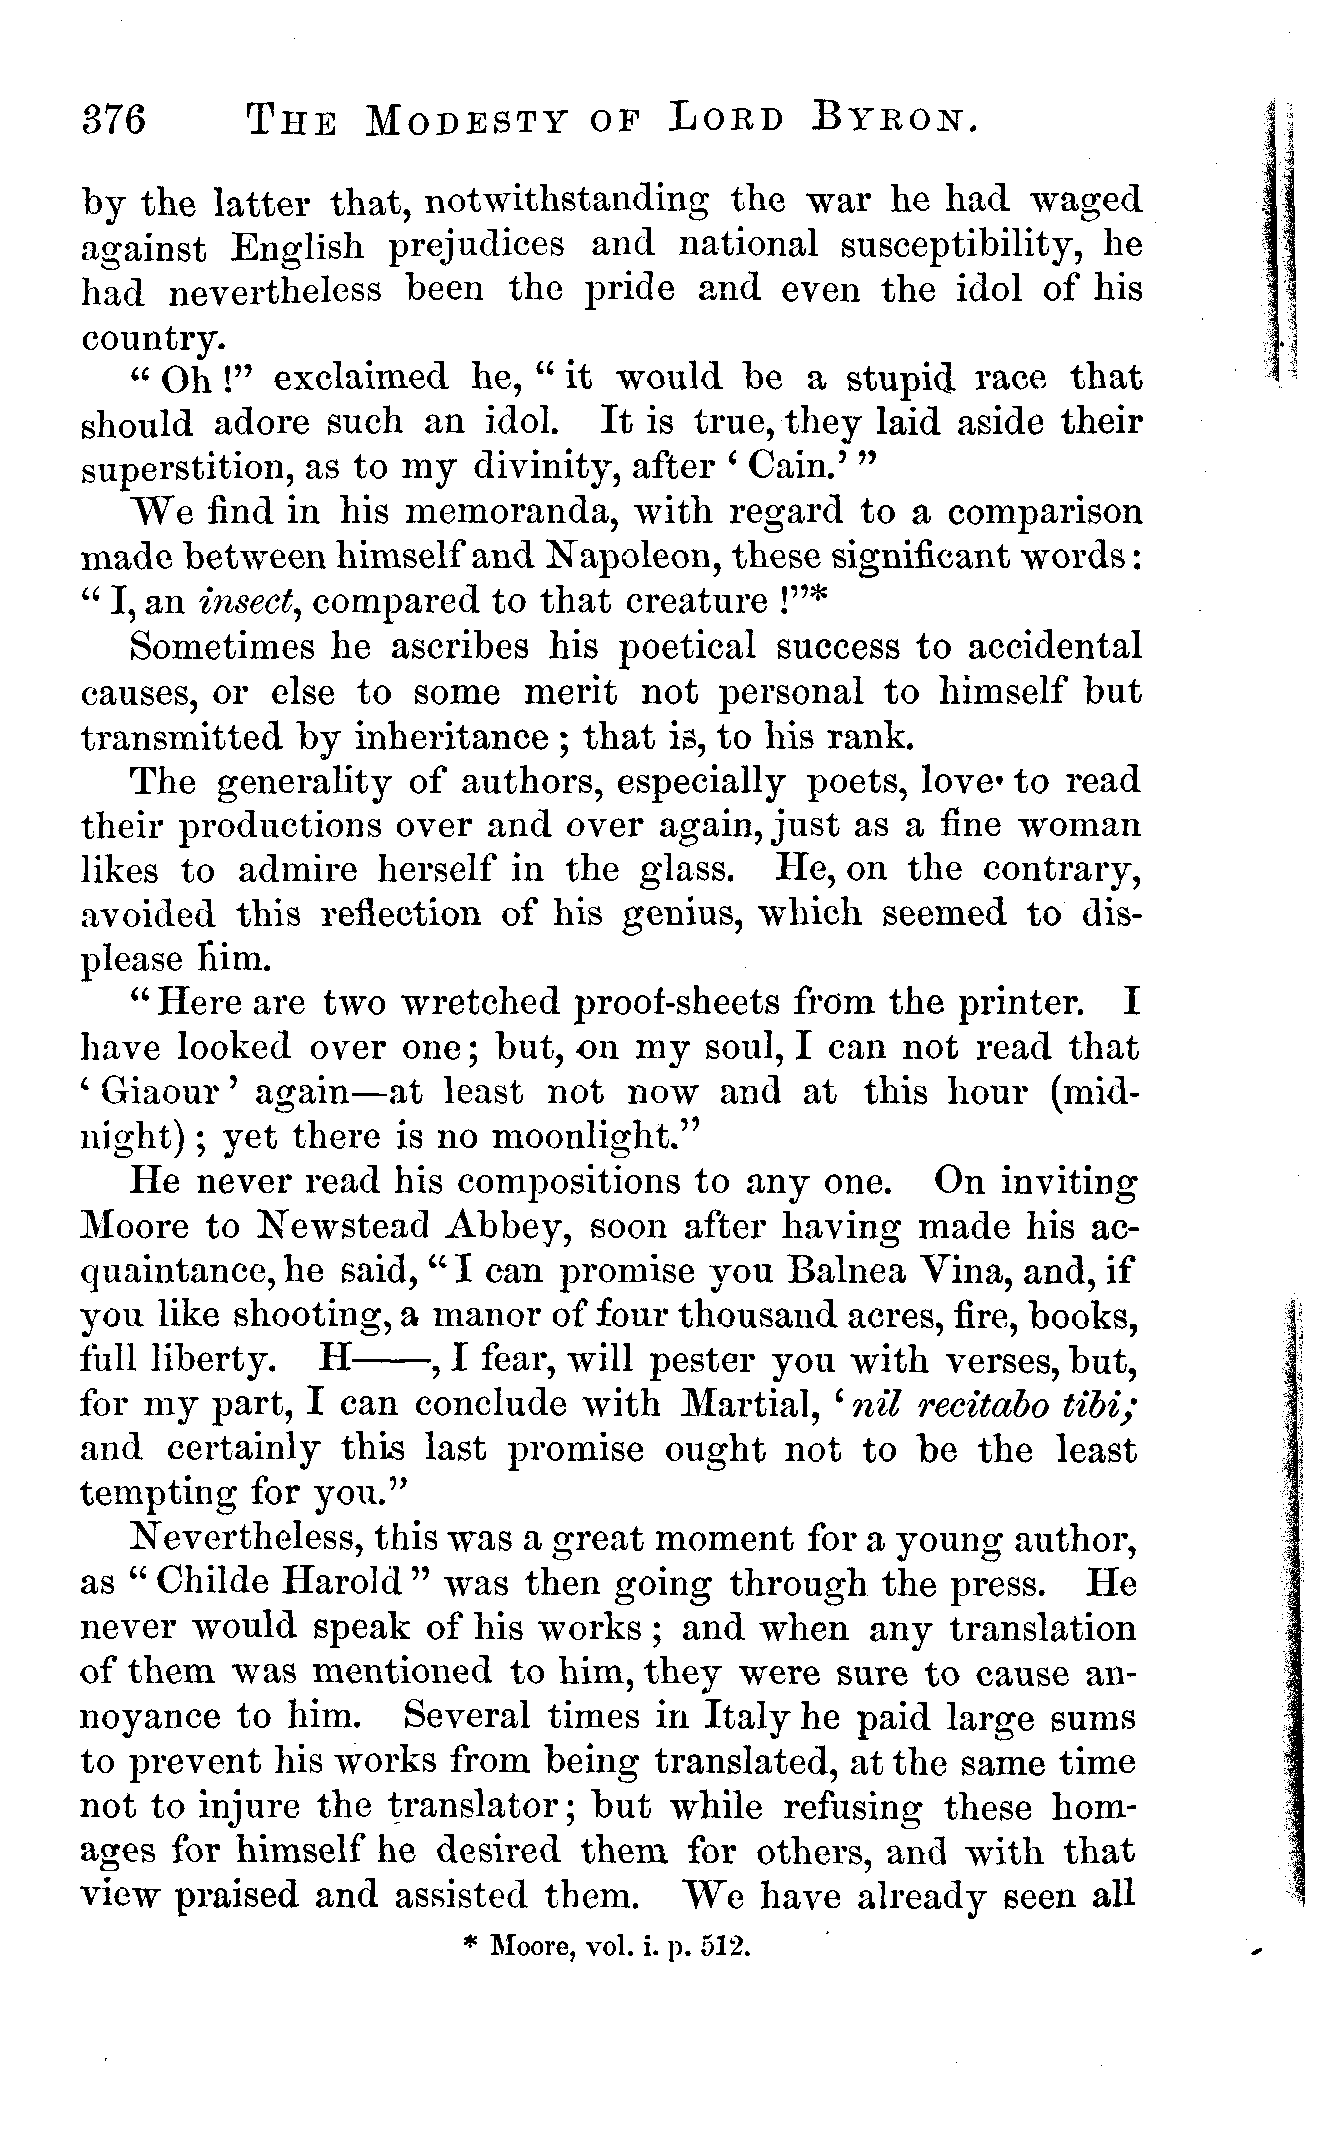 376 THE MODESTY OF LORD BYRON.
by the latter that, notwithstanding the war he had waged
against English prejudices and national susceptibility, he
had nevertheless been the pride and even the idol of his
country.
“ Oh !” exclaimed he, “ it would be a stupid race that
should adore such an idol. It is true, they laid aside their
superstition, as to my divinity, after ‘ Cain.’ ”
We find in his memoranda, with regard to a comparison
made between himself and Napoleon, these significant words :
“ I, an insect, compared to that creature !”*
Sometimes he ascribes his poetical success to accidental
causes, or else to some merit not personal to himself but
transmitted by inheritance ; that is, to his rank.
The generality of authors, especially poets, love to read
their productions over and over again, just as a fine woman
likes to admire herself in the glass. He, on the contrary,
avoided this reflection of his genius, which seemed to dis-
please him.
“ Here are two wretched proof-sheets from the printer. I
have looked over one ; but, on my soul, I can not read that
‘ Giaour ’ again—at least not now and at this hour (mid-
night) ; yet there is no moonlight.”
He never read his compositions to any one. On inviting
Moore to Newstead Abbey, soon after having made his ac-
quaintance, he said, “ I can promise you Balnea Vina, and, if
you like shooting, a manor of four thousand acres, fire, books,
full liberty. H——, I fear, will pester you with verses, but,
for my part, I can conclude with Martial, ‘ nil recitabo tibi;
and certainly this last promise ought not to be the least
tempting for you.”
Nevertheless, this was a great moment for a young author,
as “ Childe Harold ” was then going through the press. He
never would speak of his works ; and when any translation
of them was mentioned to him, they were sure to cause an-
noyance to him. Several times in Italy he paid large sums
to prevent his works from being translated, at the same time
not to injure the translator ; but while refusing these hom-
ages for himself he desired them for others, and with that
view praised and assisted them. We have already seen all
* Moore, vol. i. p. 512.